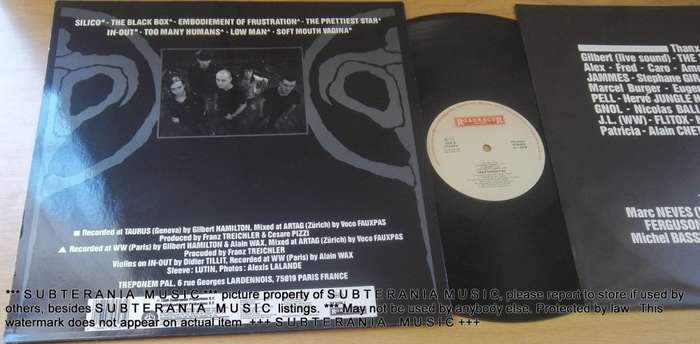 SILICO* - THE BLACK BOX* - EMBODIEMENT OF FRUSTRATION* - THE PRETTIEST STAR*
IN-OUT* - TOO MANY HUMANS* - LOW MAN* - SOFT MOUTH VAGINA*
■ Recorded at TAURUS (Geneva) by Gilbert HAMILTON, Mixed at ARTAG (Zürich) by Voco FAUXPAS
Produced by Franz TREICHLER & Cesare PIZZI
▲ Recorded at WW (Paris) by Gilbert HAMILTON & Alain WAX, Mixed at ARTAG (Zürich) by Voco FAUXPAS
Procuded by Franz TREICHLER
Violins on IN-OUT by Didier TILLIT, Recorded at WW (Paris) by Alain WAX
Sleeve : LUTIN, Photos : Alexis LALANDE
TREPONEM PAL, 6 rue Georges LARDENNOIS, 75019 PARIS FRANCE
ROADRACER
Thanx
Gilbert (live sound) - THE
Alex - Fred - Caro - Am
JAMMES - Stephane GIR
Marcel Burger - Euge
PELL - Hervé JUNGLE H
GNOL - Nicolas BAL
J.L. (WW) - FLITOX - M
Patricia - Alain CH
Marc NEVES (
FERGUSON
Michel BASS
*** S U B T E R A N I A M U S I C *** picture property of S U B T E R A N I A M U S I C, please report to store if used by
others, besides S U B T E R A N I A M U S I C listings. *** May not be used by anybody else. Protected by law This
watermark does not appear on actual item. +++ S U B T E R A N I A M U S I C +++